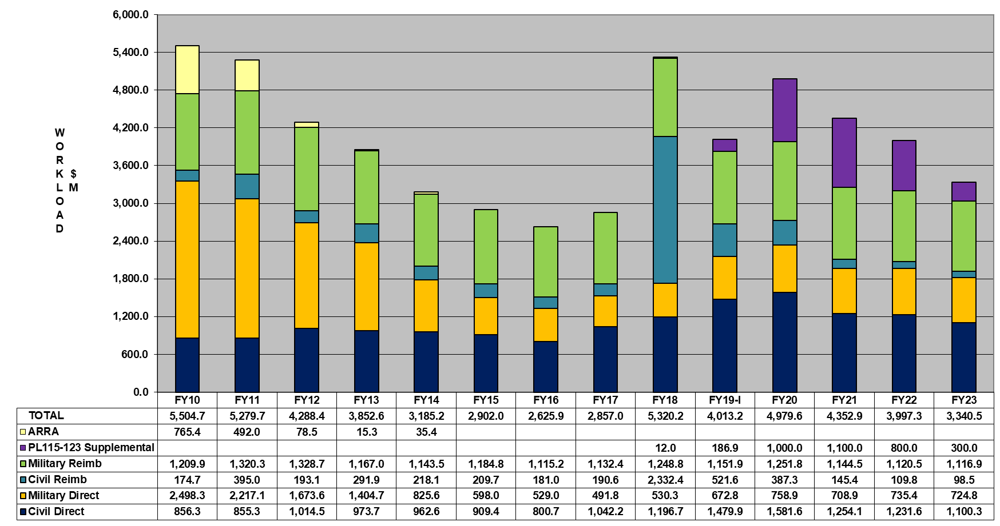 6,000.0
5,400.0
4,800.0
4,200.0
3,600.0
3,000.0
2,400.0
1,800.0
1,200.0
600.0
0.0
WORKLOAD
$M
FY10 FY11 FY12 FY13 FY14 FY15 FY16 FY17 FY18 FY19-I FY20 FY21 FY22 FY23
TOTAL 5,504.7 5,279.7 4,288.4 3,852.6 3,185.2 2,902.0 2,625.9 2,857.0 5,320.2 4,013.2 4,979.6 4,352.9 3,997.3 3,340.5
ARRA 765.4 492.0 78.5 15.3 35.4
PL115-123 Supplemental 12.0 186.9 1,000.0 1,100.0 800.0 300.0
Military Reimb 1,209.9 1,320.3 1,328.7 1,167.0 1,143.5 1,184.8 1,115.2 1,132.4 1,248.8 1,151.9 1,251.8 1,144.5 1,120.5 1,116.9
Civil Reimb 174.7 395.0 193.1 291.9 218.1 209.7 181.0 190.6 2,332.4 521.6 387.3 145.4 109.8 98.5
Military Direct 2,498.3 2,217.1 1,673.6 1,404.7 825.6 598.0 529.0 491.8 530.3 672.8 758.9 708.9 735.4 724.8
Civil Direct 856.3 855.3 1,014.5 973.7 962.6 909.4 800.7 1,042.2 1,196.7 1,479.9 1,581.6 1,254.1 1,231.6 1,100.3